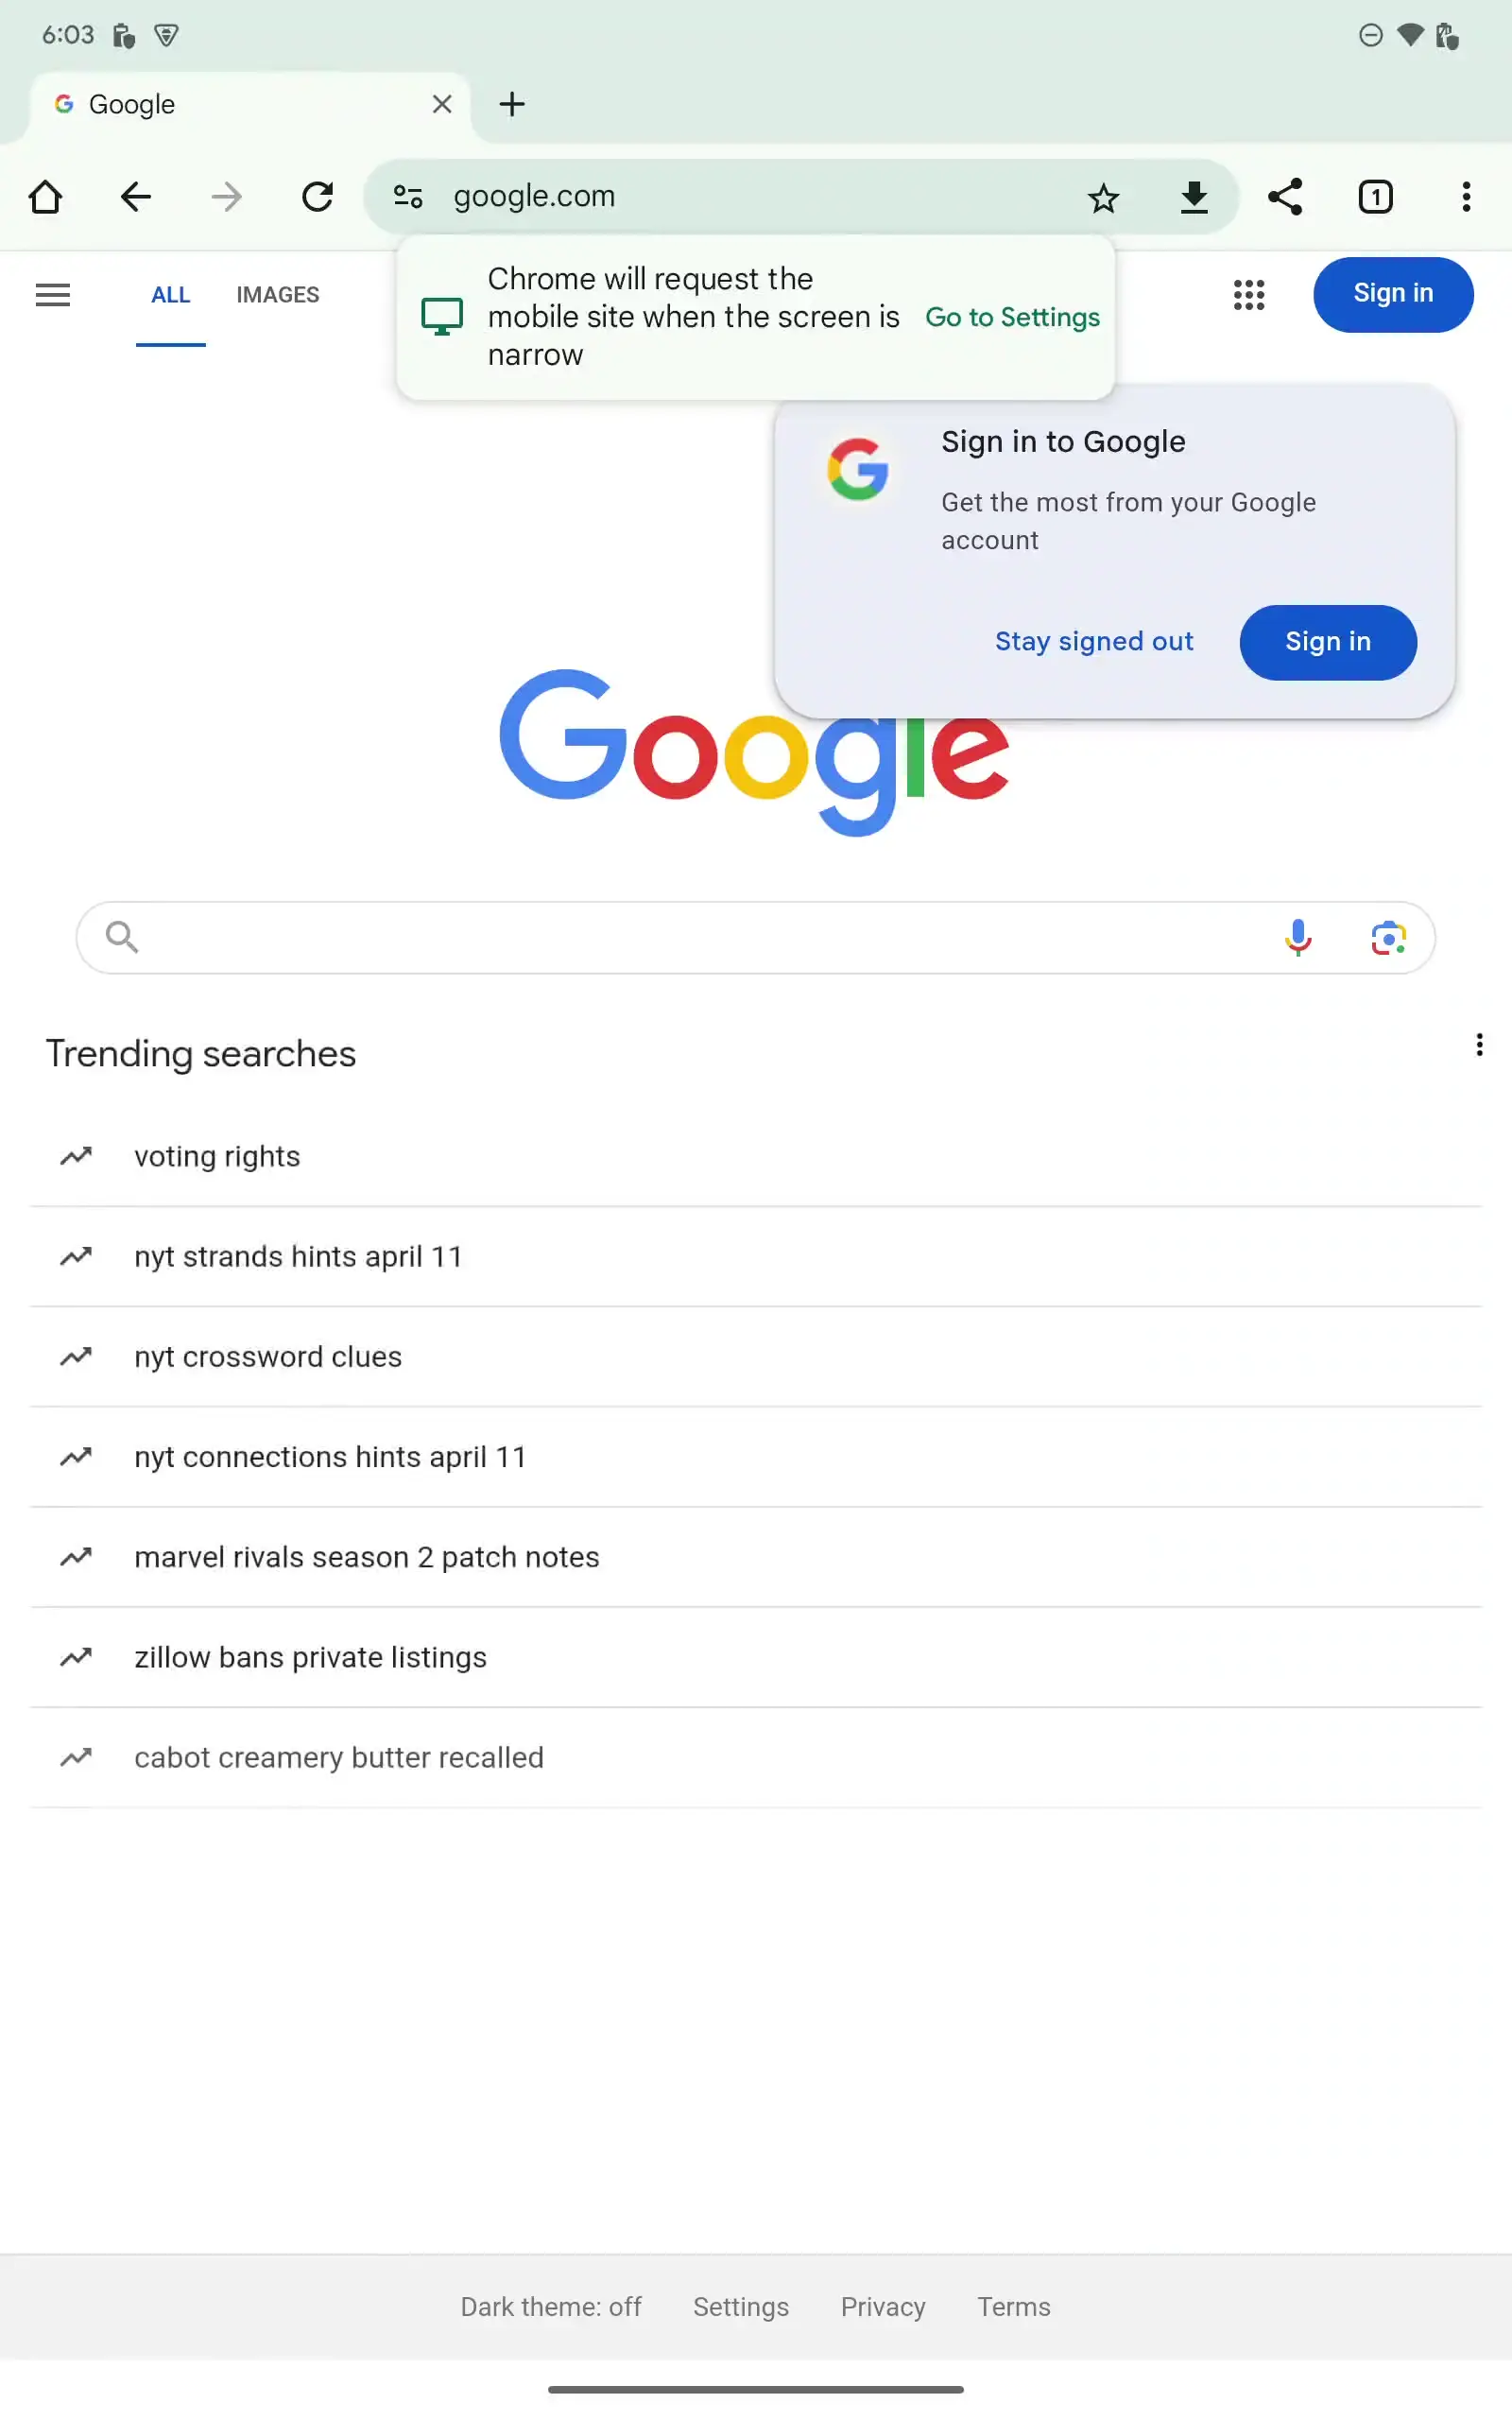 6:03
Google
google.com
1
Chrome will request the
mobile site when the screen is
narrow
Go to Settings
ALL
IMAGES
Sign in
Sign in to Google
Get the most from your Google
account
Stay signed out
Sign in
Google
Trending searches
voting rights
nyt strands hints april 11
nyt crossword clues
nyt connections hints april 11
marvel rivals season 2 patch notes
zillow bans private listings
cabot creamery butter recalled
Dark theme: off
Settings
Privacy
Terms